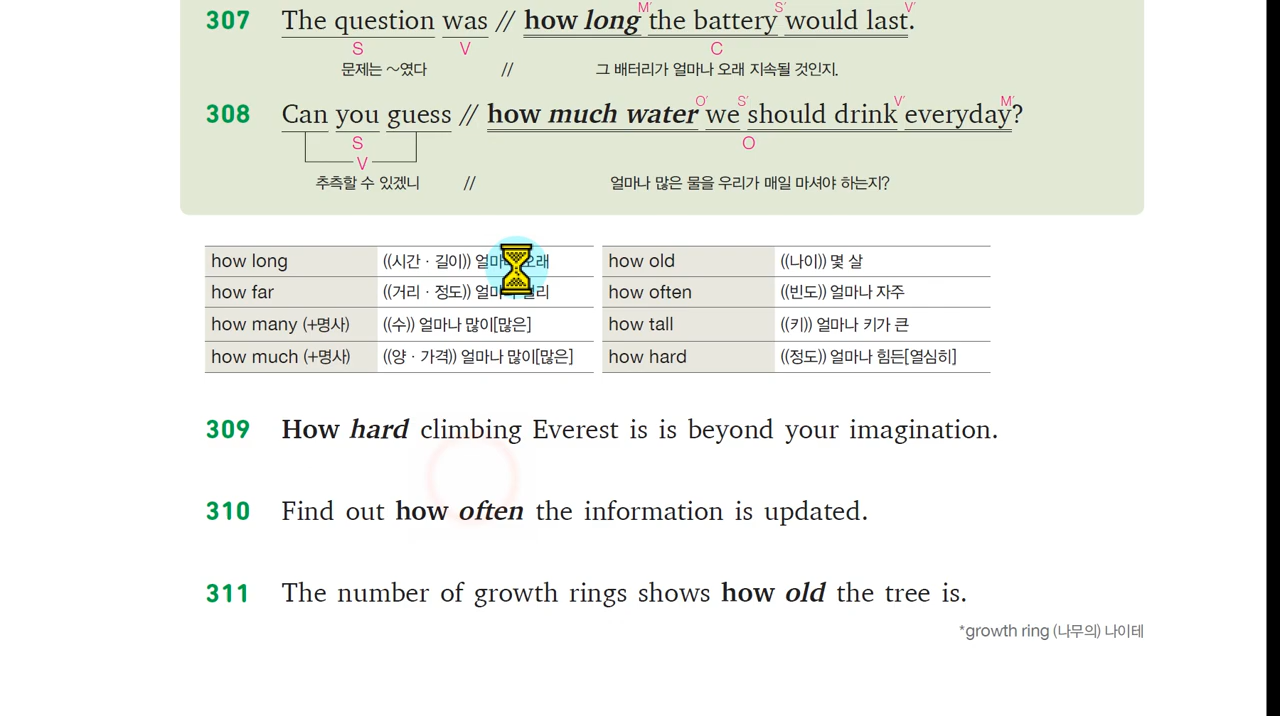 307 The question was // how long the battery would last.
M′ S′ V′
S V C
문제는 ~였다 // 그 배터리가 얼마나 오래 지속될 것인지.
308 Can you guess // how much water we should drink everyday?
O′ S′ V′ M′
S O
V
추측할 수 있겠니 // 얼마나 많은 물을 우리가 매일 마셔야 하는지?
how long ((시간 · 길이)) 오래 how old ((나이)) 몇 살
how far ((거리 · 정도)) how often ((빈도)) 얼마나 자주
how many (+명사) ((수)) 얼마나 많이[많은] how tall ((키)) 얼마나 키가 큰
how much (+명사) ((양 · 가격)) 얼마나 많이[많은] how hard ((정도)) 얼마나 힘든[열심히]
309 How hard climbing Everest is is beyond your imagination.
310 Find out how often the information is updated.
311 The number of growth rings shows how old the tree is.
*growth ring (나무의) 나이테